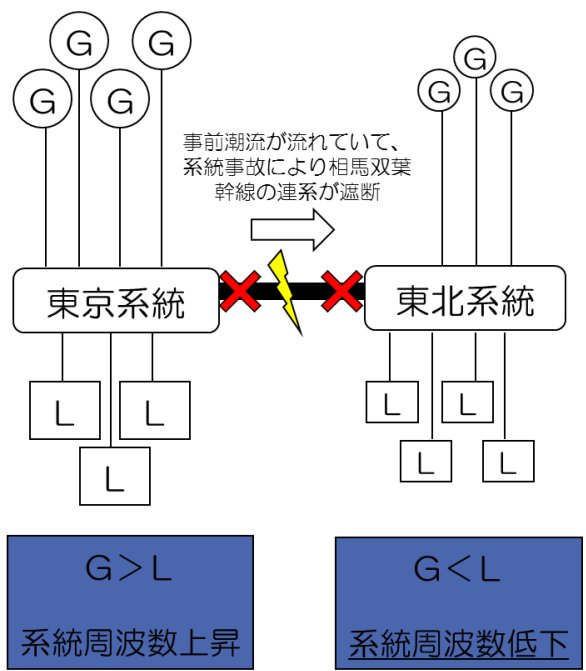 G G G
G G G G
事前潮流が流れていて、
系統事故により相馬双葉
幹線の連系が遮断
東京系統 東北系統
L L L L
L L L
G＞L G＜L
系統周波数上昇 系統周波数低下